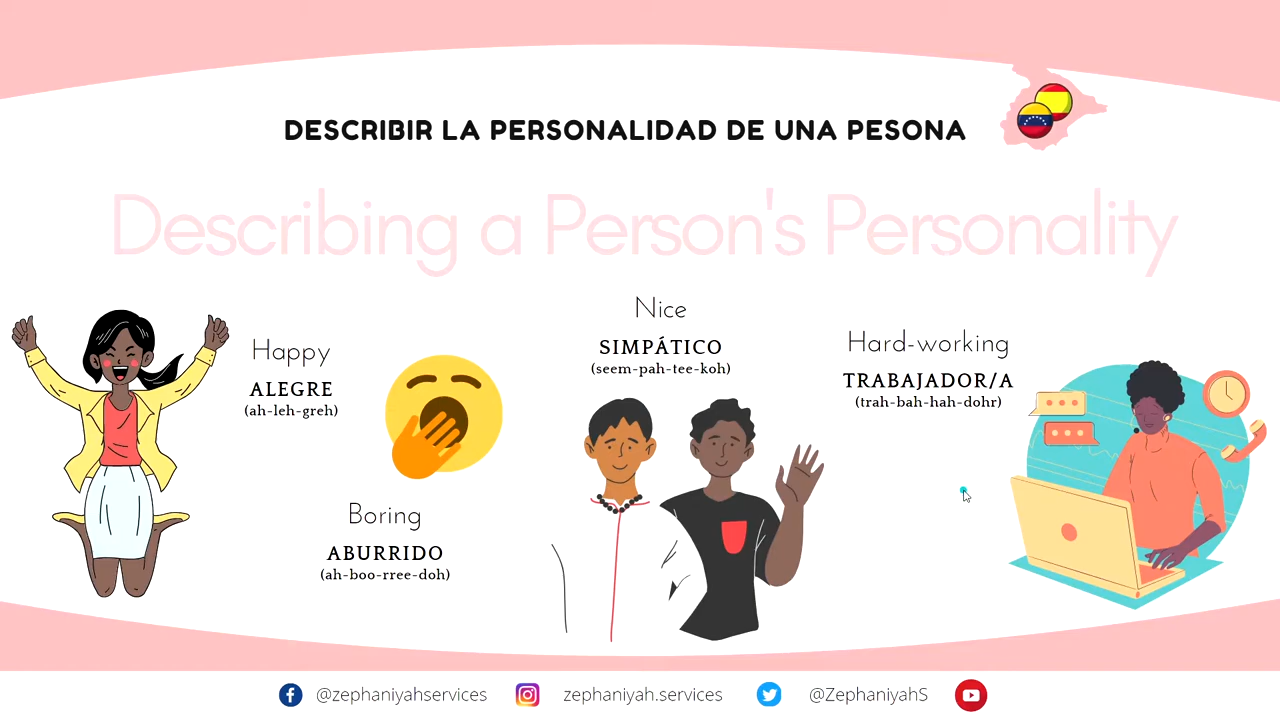 DESCRIBIR LA PERSONALIDAD DE UNA PESONA
Describing a Person's Personality
Happy
ALEGRE
(ah-leh-greh)
Boring
ABURRIDO
(ah-boo-rree-doh)
Nice
SIMPÁTICO
(seem-pah-tee-koh)
Hard-working
TRABAJADOR/A
(trah-bah-hah-dohr)
@zephaniyahservices
zephaniyah.services
@ZephaniyahS